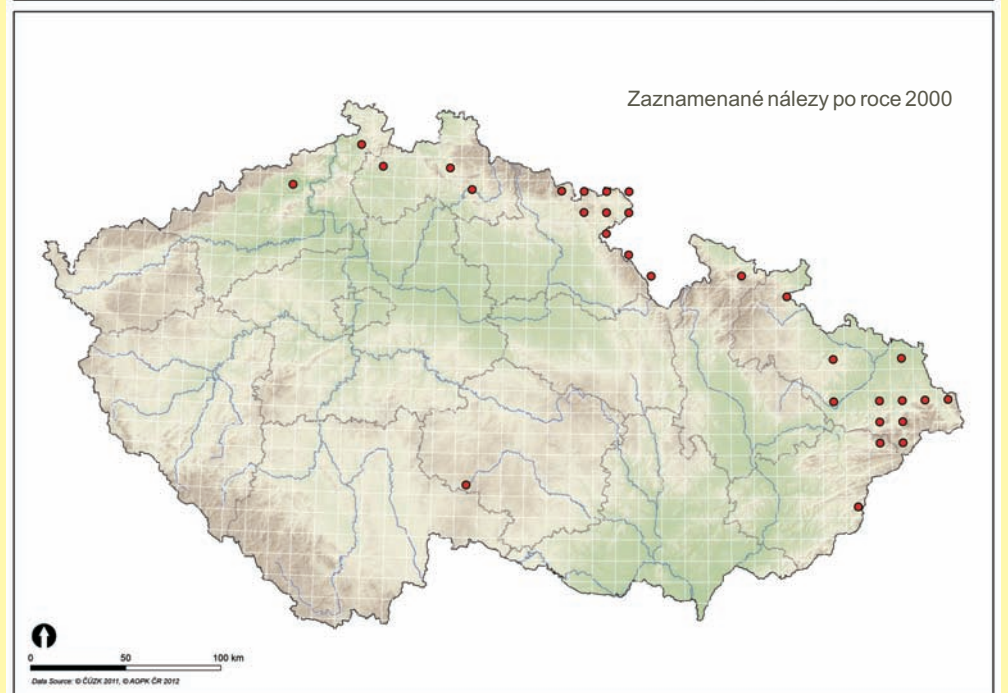 Zaznamenané nálezy po roce 2000
0 50 100 km
Data Source: © ČÚZK 2011, © AOPK ČR 2012